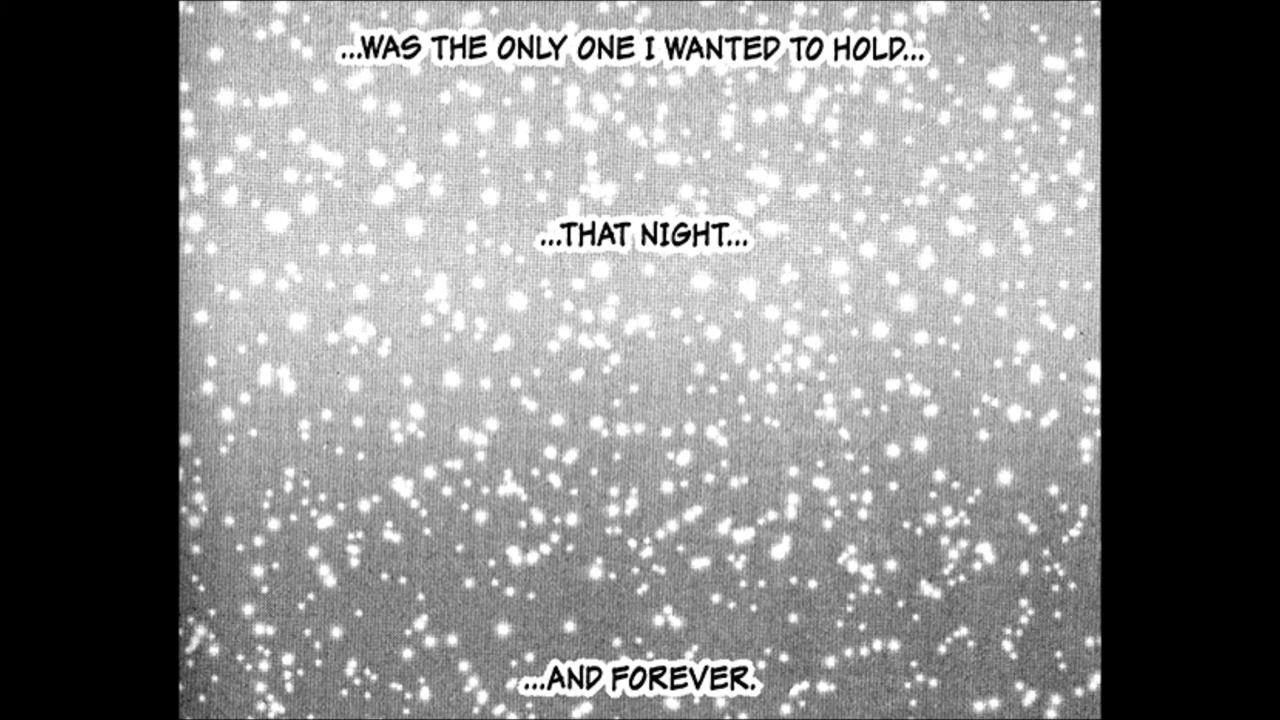 ...WAS THE ONLY ONE I WANTED TO HOLD...
...THAT NIGHT...
...AND FOREVER.